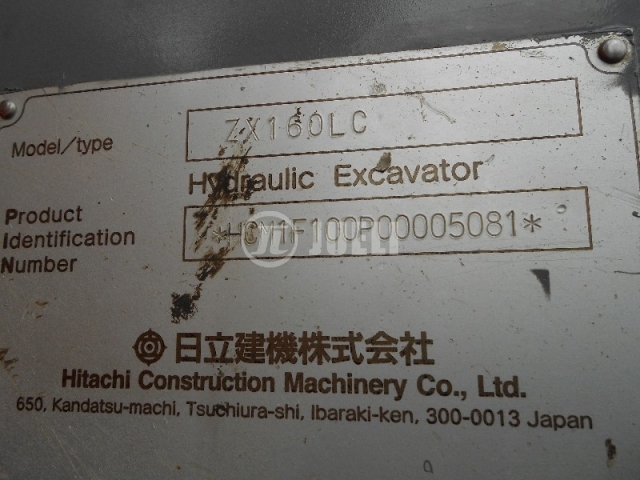 Model/type
ZX160LC
Hydraulic Excavator
Product
Identification
Number
*HCM1F100P00005081*
JUELI
日立建機株式会社
Hitachi Construction Machinery Co., Ltd.
650, Kandatsu-machi, Tsuchiura-shi, Ibaraki-ken, 300-0013 Japan